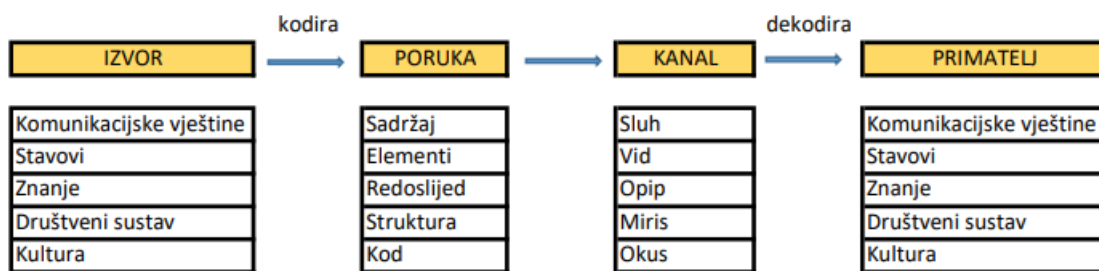 kodira dekodira
IZVOR PORUKA KANAL PRIMATELJ
Komunikacijske vještine Sadržaj Sluh Komunikacijske vještine
Stavovi Elementi Vid Stavovi
Znanje Redoslijed Opip Znanje
Društveni sustav Struktura Miris Društveni sustav
Kultura Kod Okus Kultura